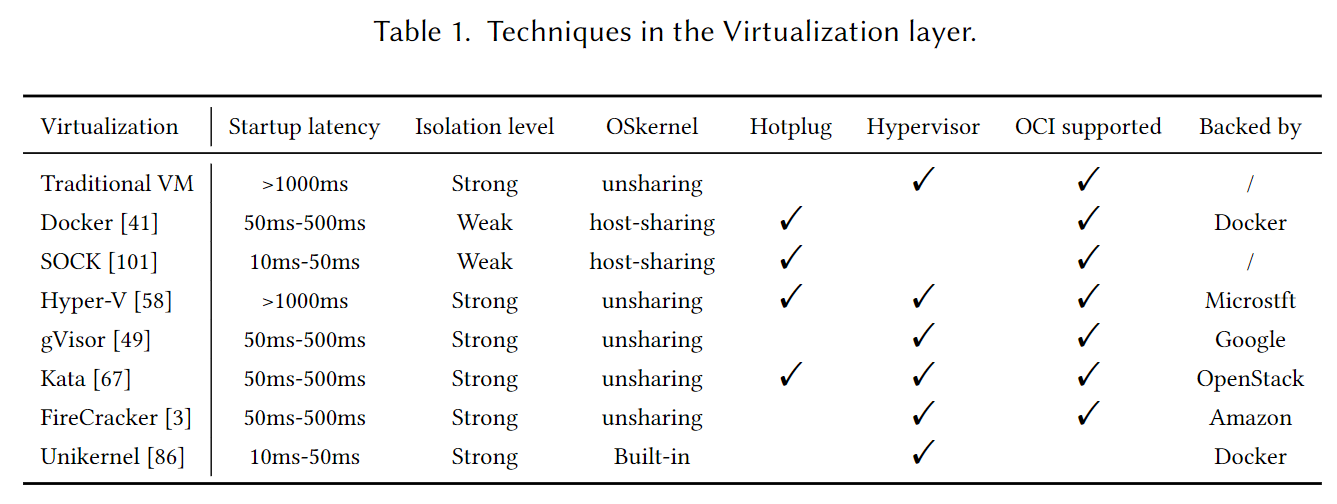 Table 1. Techniques in the Virtualization layer.
Virtualization Startup latency Isolation level OSkernel Hotplug Hypervisor OCI supported Backed by
Traditional VM >1000ms Strong unsharing ✓ ✓ /
Docker [41] 50ms-500ms Weak host-sharing ✓ ✓ Docker
SOCK [101] 10ms-50ms Weak host-sharing ✓ ✓ /
Hyper-V [58] >1000ms Strong unsharing ✓ ✓ ✓ Microstft
gVisor [49] 50ms-500ms Strong unsharing ✓ ✓ Google
Kata [67] 50ms-500ms Strong unsharing ✓ ✓ ✓ OpenStack
FireCracker [3] 50ms-500ms Strong unsharing ✓ ✓ Amazon
Unikernel [86] 10ms-50ms Strong Built-in ✓ Docker